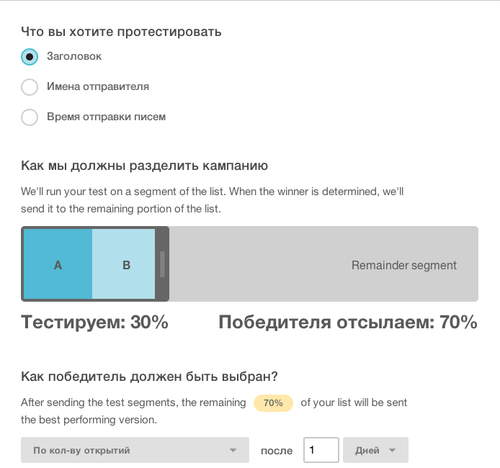 Что вы хотите протестировать
Заголовок
Имена отправителя
Время отправки писем
Как мы должны разделить кампанию
We'll run your test on a segment of the list. When the winner is determined, we'll
send it to the remaining portion of the list.
A B Remainder segment
Тестируем: 30% Победителя отсылаем: 70%
Как победитель должен быть выбран?
After sending the test segments, the remaining 70% of your list will be sent
the best performing version.
По кол-ву открытий после 1 Дней